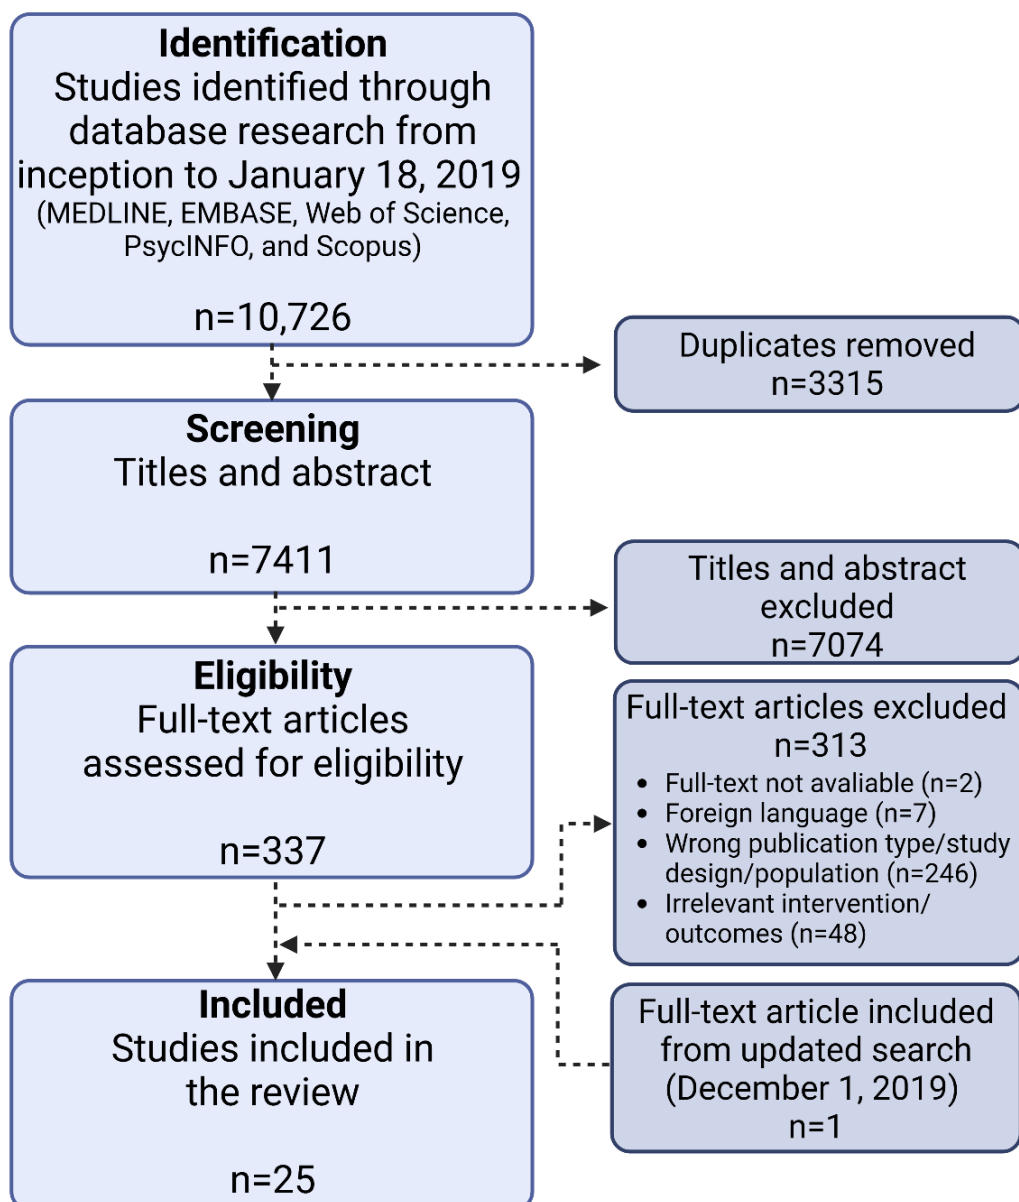 Identification
Studies identified through
database research from
inception to January 18, 2019
(MEDLINE, EMBASE, Web of Science,
PsycINFO, and Scopus)
n=10,726
Duplicates removed
n=3315
Screening
Titles and abstract
n=7411
Titles and abstract
excluded
n=7074
Eligibility
Full-text articles
assessed for eligibility
n=337
Full-text articles excluded
n=313
• Full-text not avaliable (n=2)
• Foreign language (n=7)
• Wrong publication type/study
design/population (n=246)
• Irrelevant intervention/
outcomes (n=48)
Full-text article included
from updated search
(December 1, 2019)
n=1
Included
Studies included in
the review
n=25